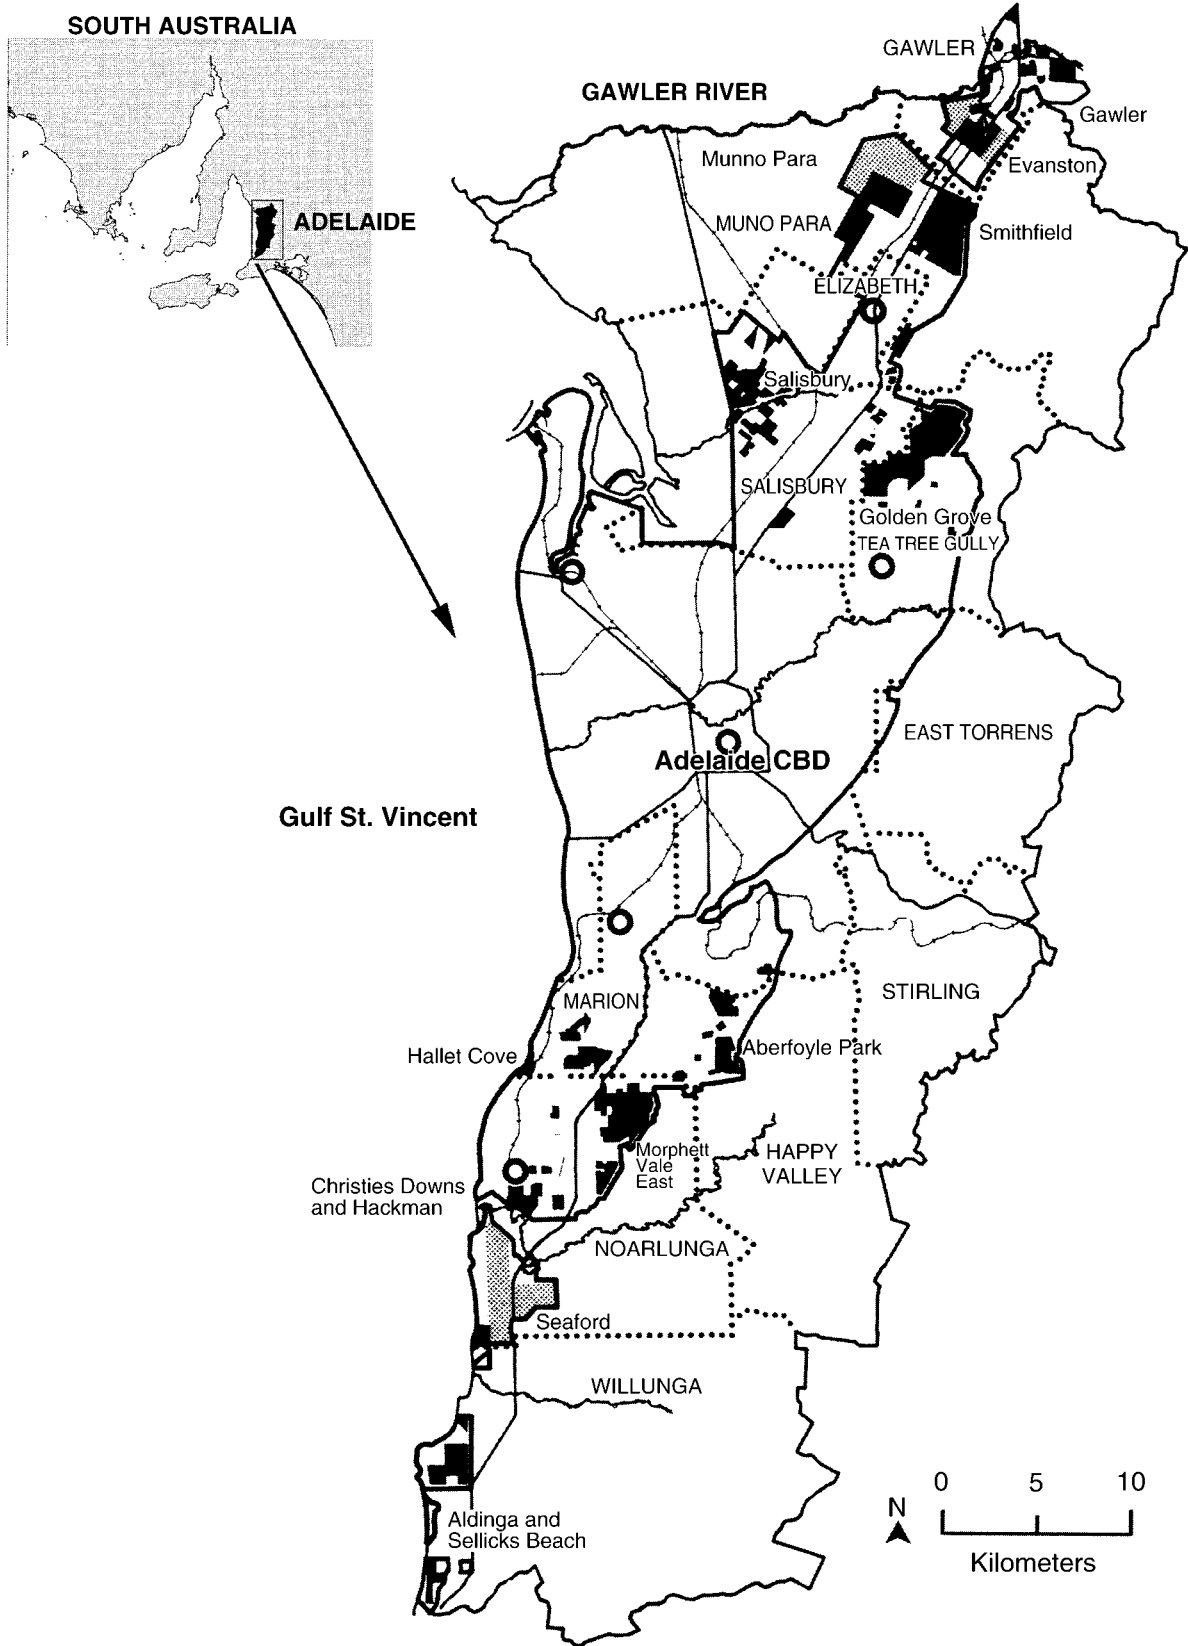 SOUTH AUSTRALIA
ADELAIDE
GAWLER
GAWLER RIVER
Gawler
Munno Para
Evanston
MUNO PARA
Smithfield
ELIZABETH
Salisbury
SALISBURY
Golden Grove
TEA TREE GULLY
EAST TORRENS
Adelaide CBD
Gulf St. Vincent
STIRLING
MARION
Hallet Cove
Aberfoyle Park
Morphett
Vale
East
HAPPY
VALLEY
Christies Downs
and Hackman
NOARLUNGA
Seaford
WILLUNGA
0 5 10
N
Kilometers
Aldinga and
Sellicks Beach